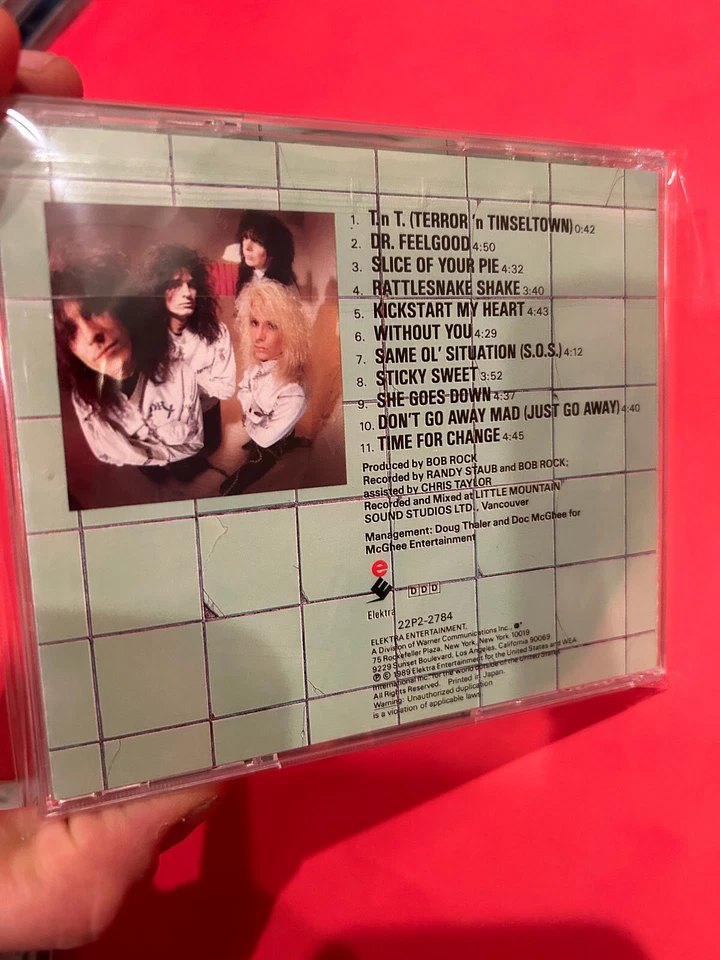 1. T.n T. (TERROR 'n TINSELTOWN) 0:42
2. DR. FEELGOOD 4:50
3. SLICE OF YOUR PIE 4:32
4. RATTLESNAKE SHAKE 3:40
5. KICKSTART MY HEART 4:43
6. WITHOUT YOU 4:29
7. SAME OL' SITUATION (S.O.S.) 4:12
8. STICKY SWEET 3:52
9. SHE GOES DOWN 4:37
10. DON'T GO AWAY MAD (JUST GO AWAY) 4:40
11. TIME FOR CHANGE 4:45
Produced by BOB ROCK
Recorded by RANDY STAUB and BOB ROCK;
assisted by CHRIS TAYLOR
Recorded and Mixed at LITTLE MOUNTAIN
SOUND STUDIOS LTD., Vancouver
Management: Doug Thaler and Doc McGhee for
McGhee Entertainment
e
Elektra
DDD
22P2-2784
ELEKTRA ENTERTAINMENT,
A Division of Warner Communications Inc.,
75 Rockefeller Plaza, New York, New York 10019
9229 Sunset Boulevard, Los Angeles, California 90069
℗ © 1989 Elektra Entertainment for the United States and WEA
International Inc. for the world outside of the United States
All Rights Reserved. Printed in Japan.
Warning: Unauthorized duplication
is a violation of applicable laws